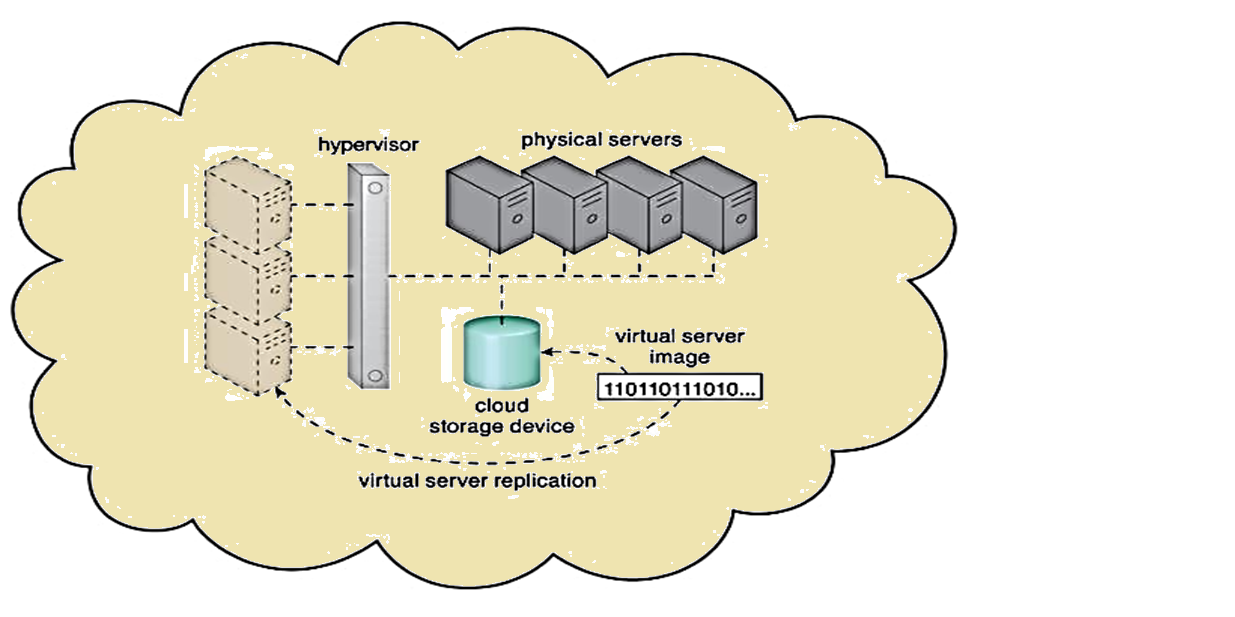 hypervisor
physical servers
virtual server
image
110110111010...
cloud
storage device
virtual server replication